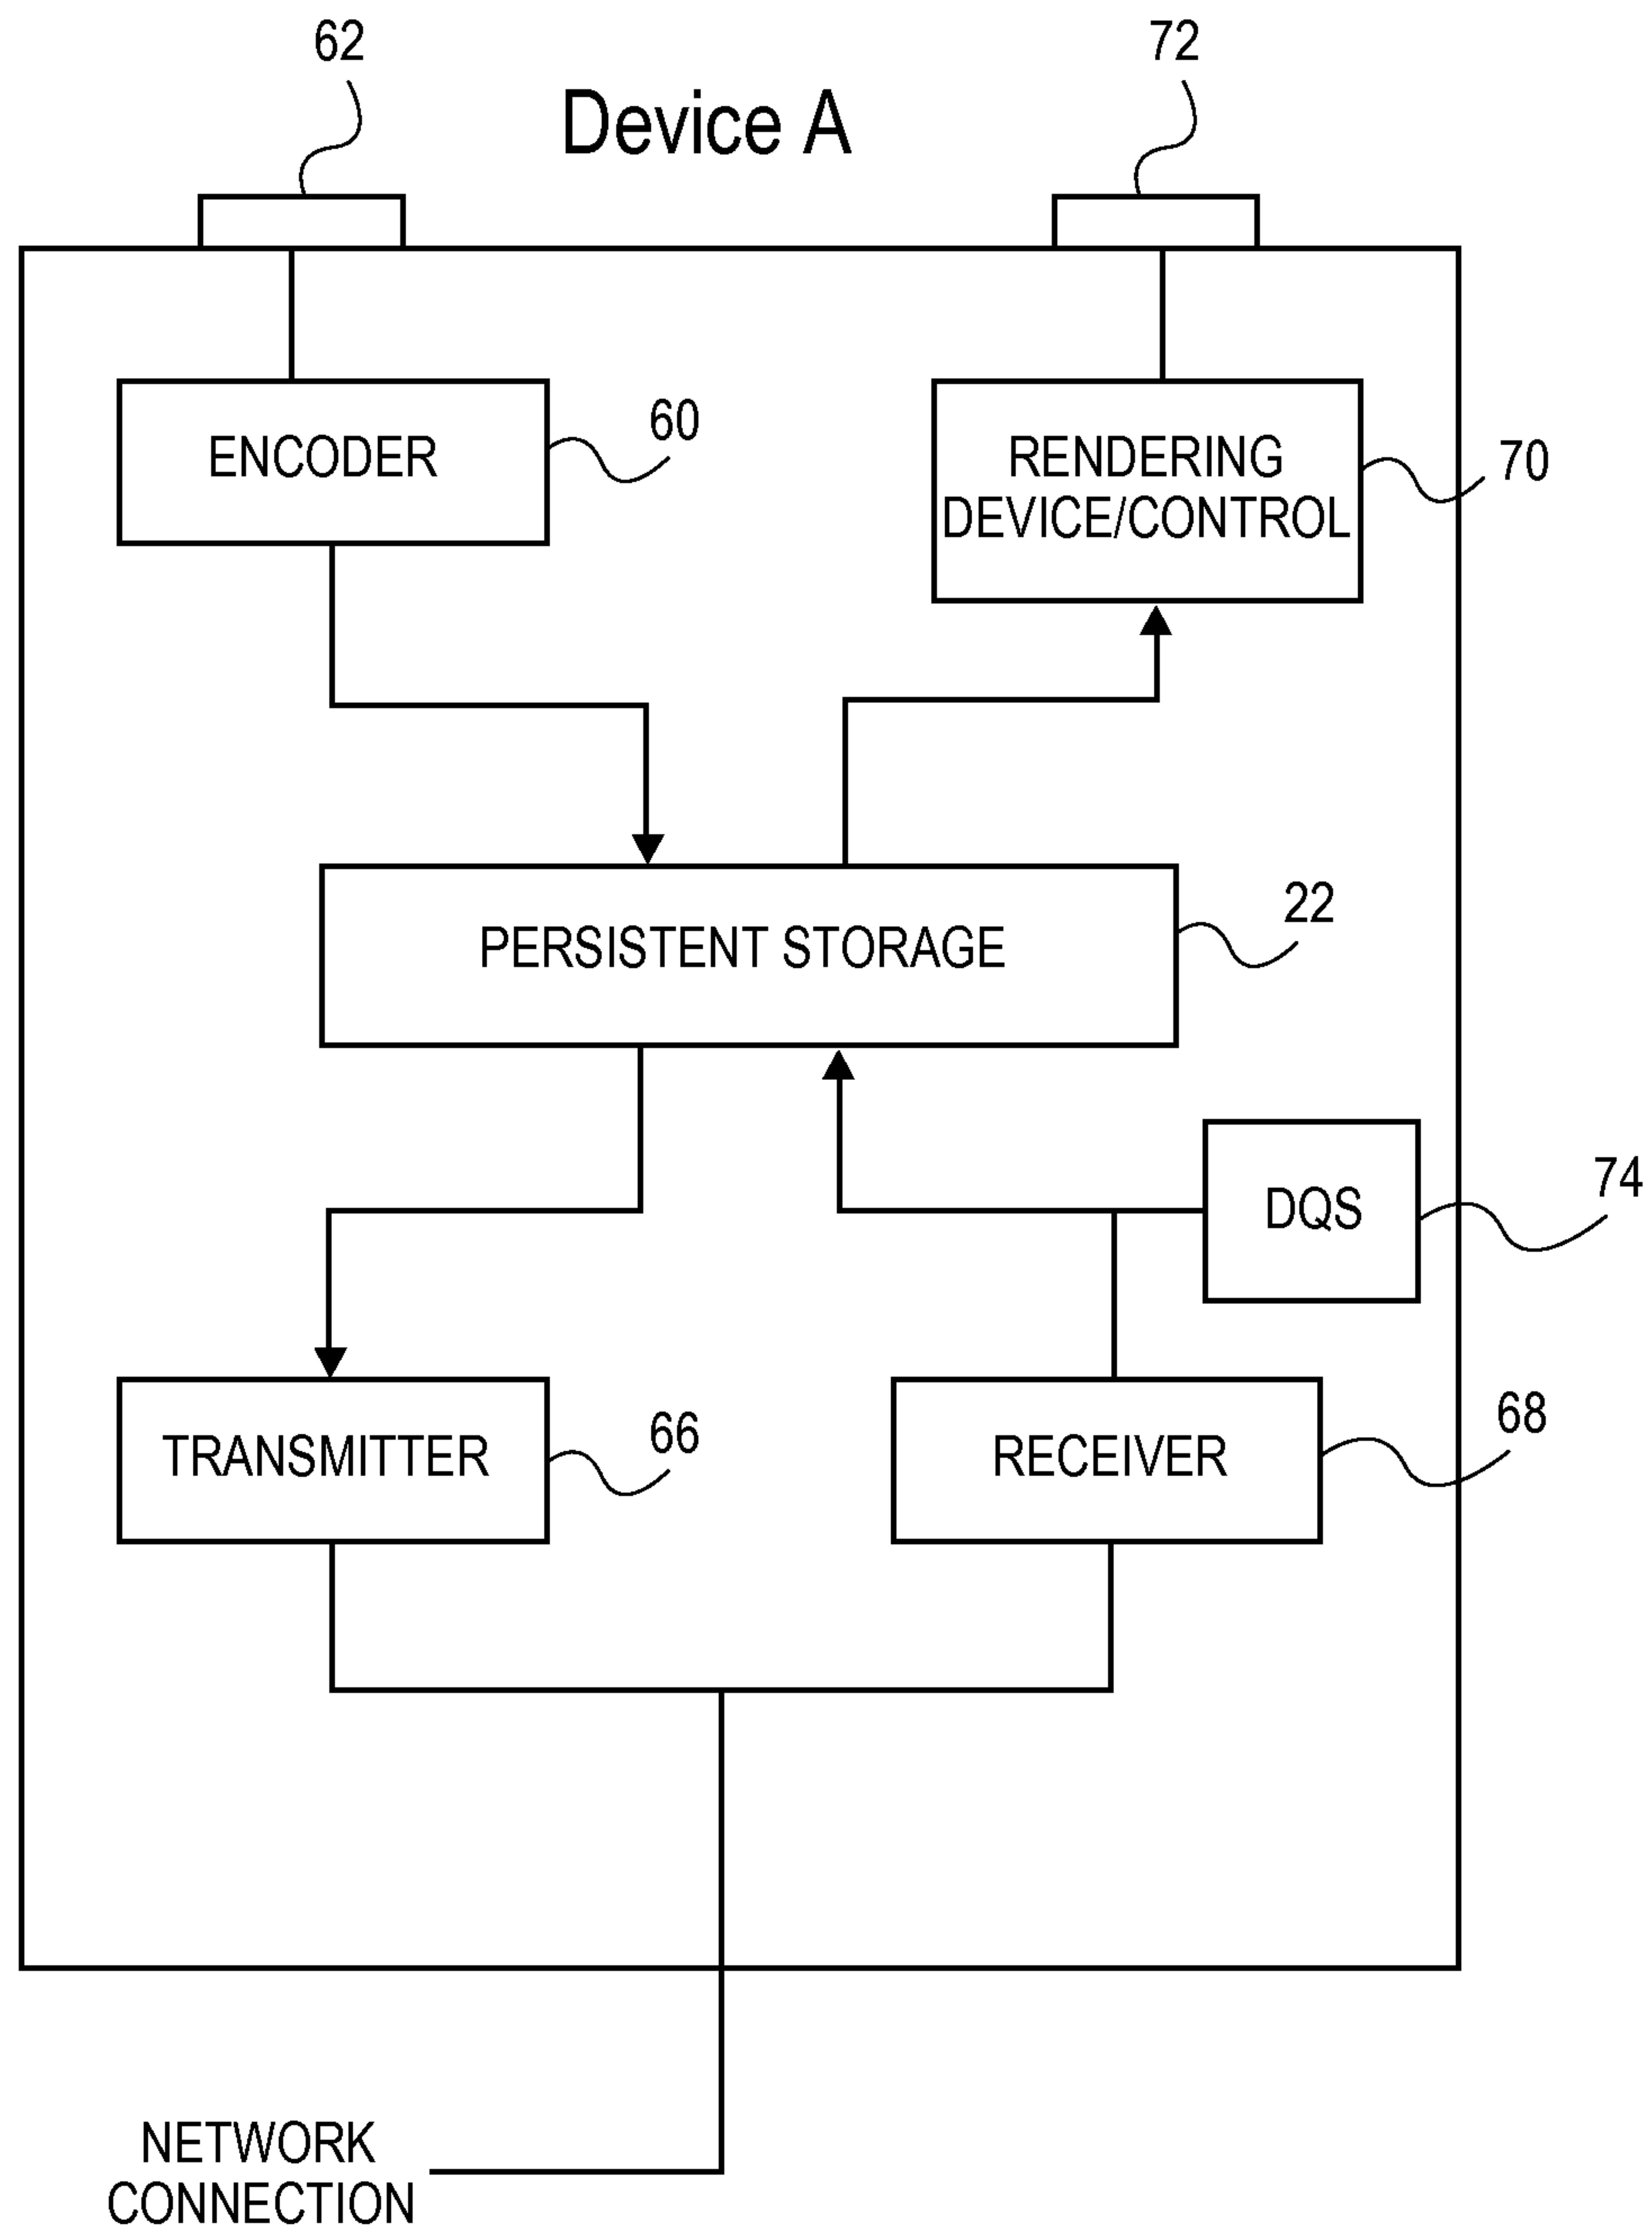 62
72
Device A
ENCODER
60
RENDERING
DEVICE/CONTROL
70
PERSISTENT STORAGE
22
DQS
74
TRANSMITTER
66
RECEIVER
68
NETWORK
CONNECTION